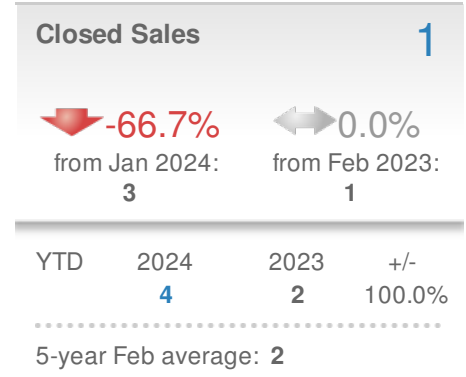 Closed Sales 1
-66.7% 0.0%
from Jan 2024: from Feb 2023:
3 1
YTD 2024 2023 +/-
4 2 100.0%
5-year Feb average: 2